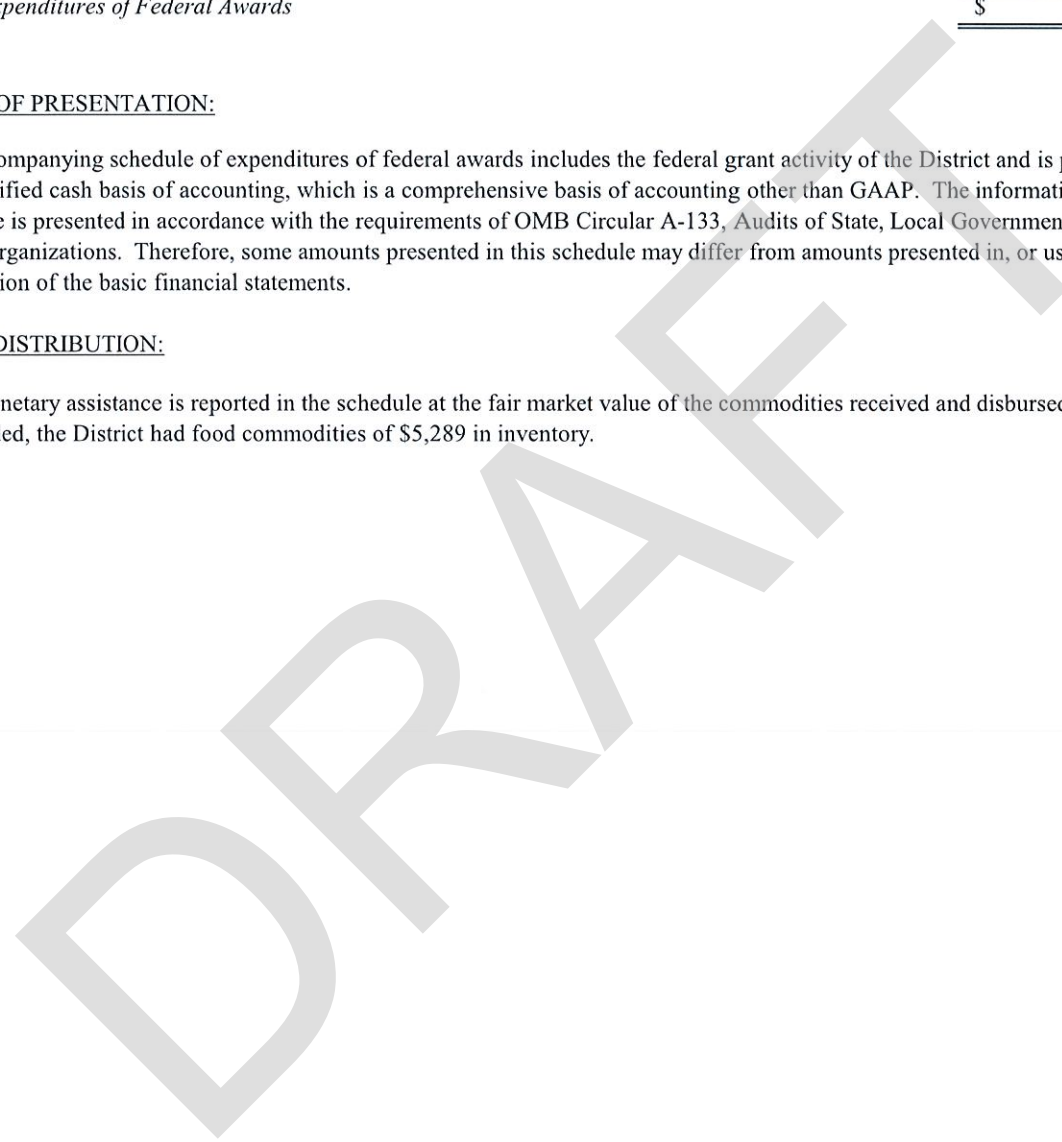 penditures of Federal Awards $
OF PRESENTATION:
ompanying schedule of expenditures of federal awards includes the federal grant activity of the District and is
ified cash basis of accounting, which is a comprehensive basis of accounting other than GAAP. The informati
e is presented in accordance with the requirements of OMB Circular A-133, Audits of State, Local Governmen
rganizations. Therefore, some amounts presented in this schedule may differ from amounts presented in, or us
ion of the basic financial statements.
DISTRIBUTION:
netary assistance is reported in the schedule at the fair market value of the commodities received and disbursed
ed, the District had food commodities of $5,289 in inventory.
DRAFT